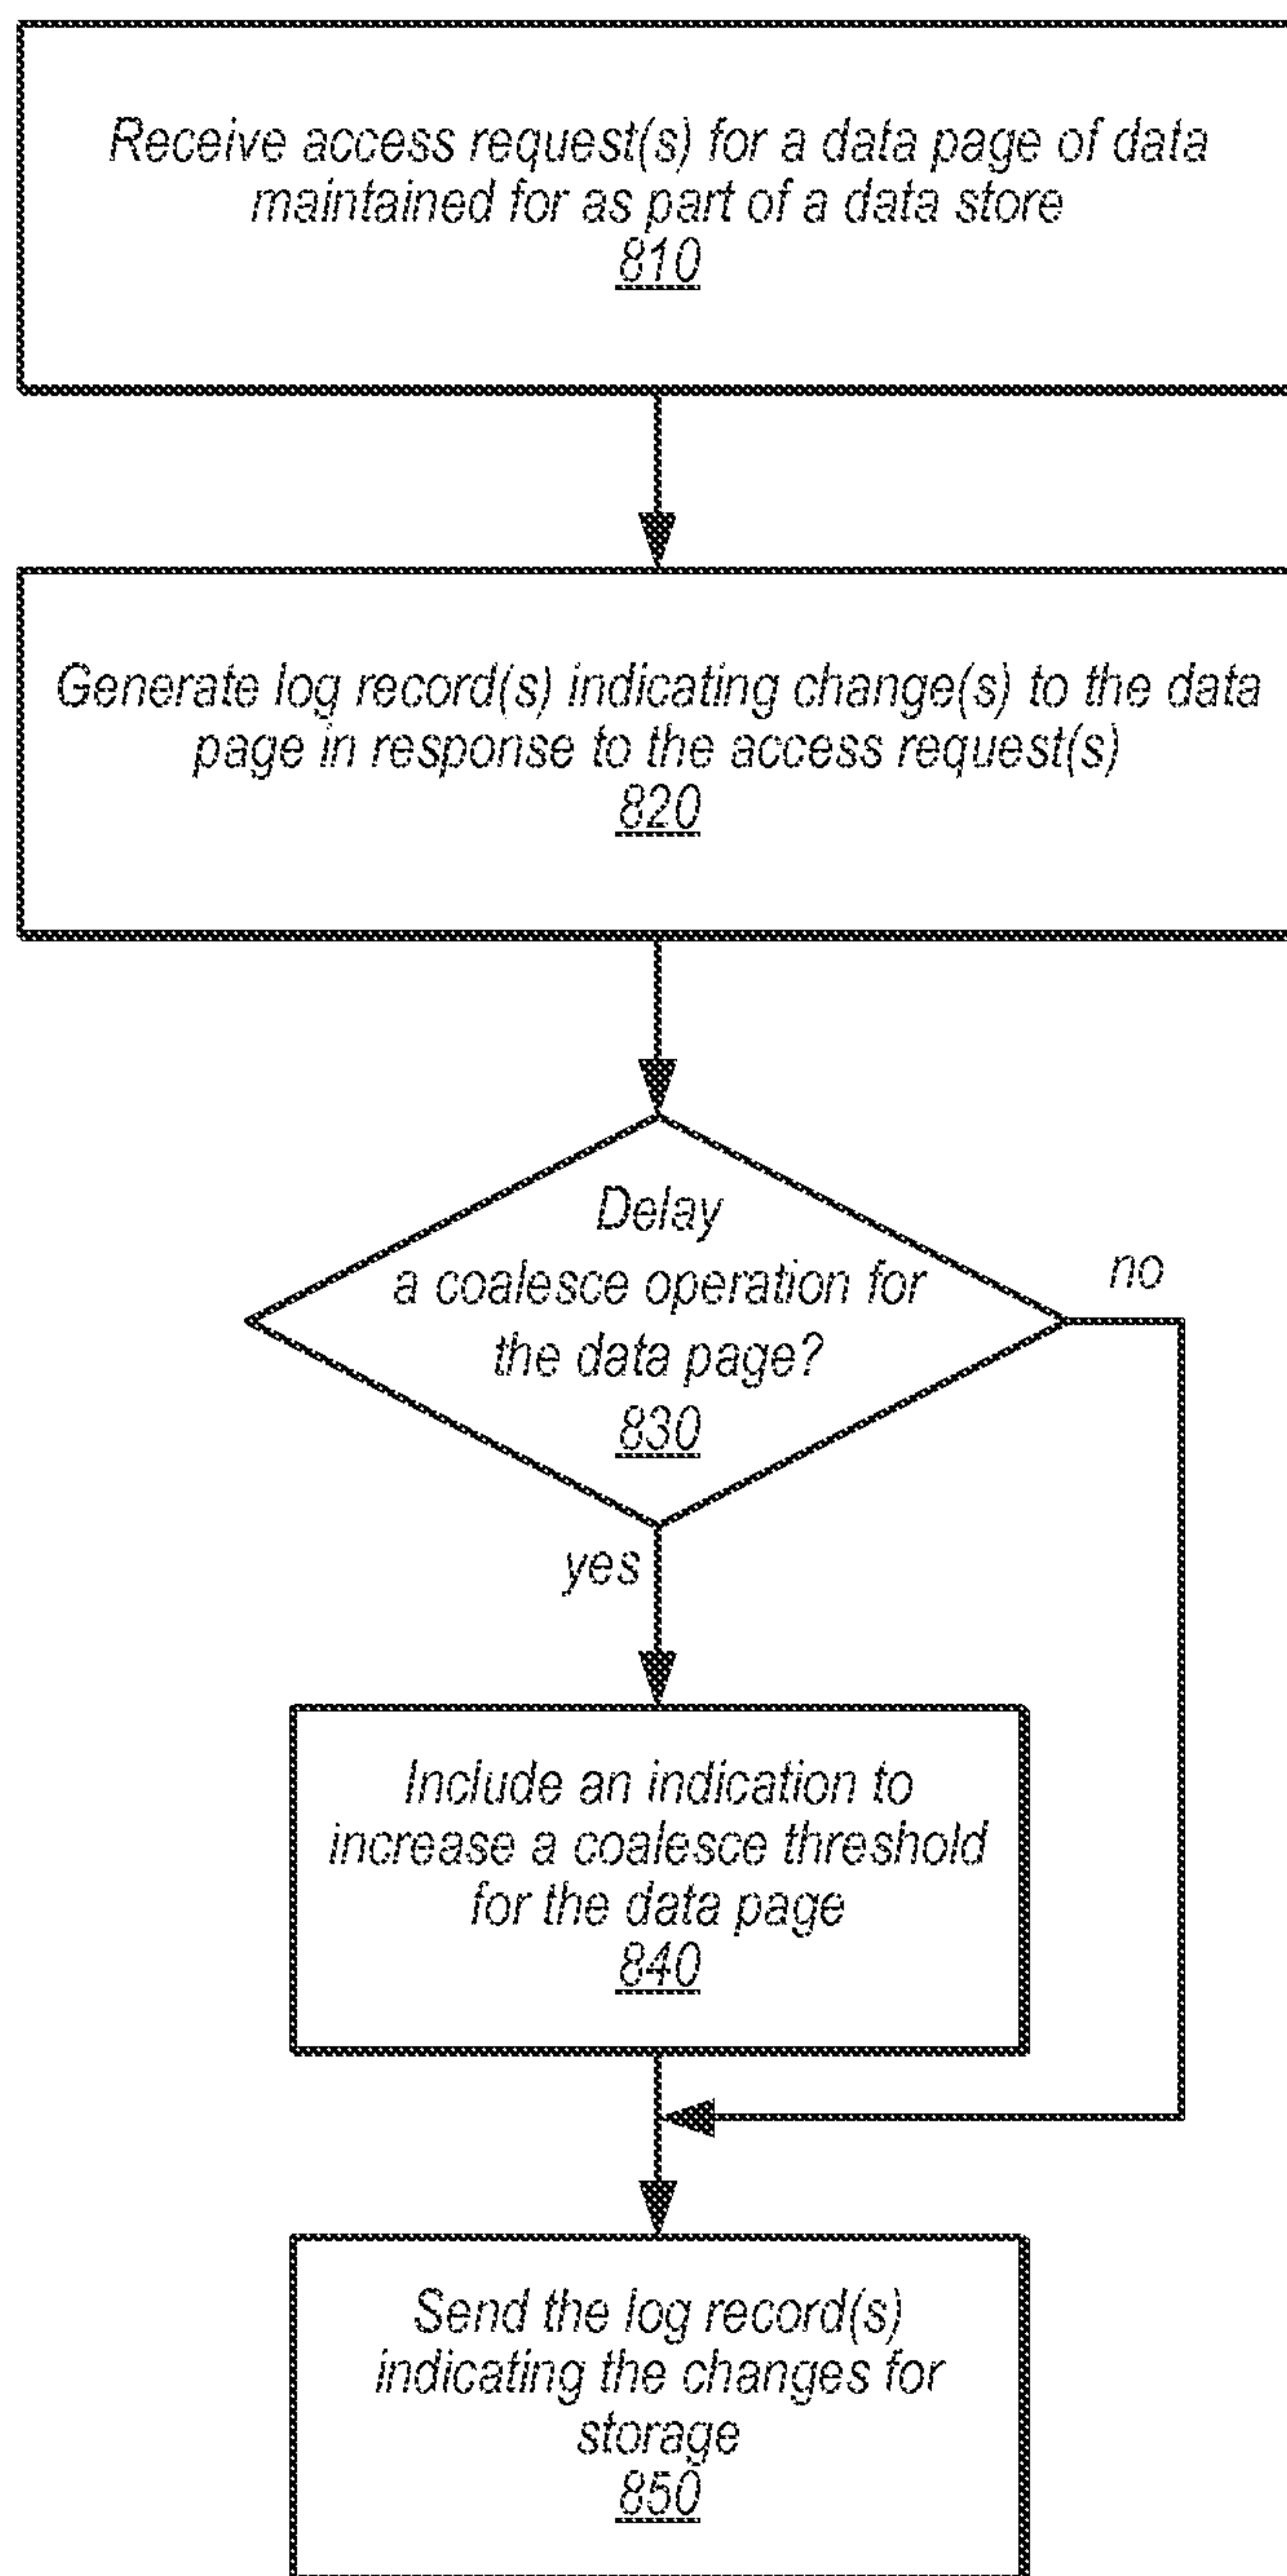 Receive access request(s) for a data page of data
maintained for as part of a data store
810
Generate log record(s) indicating change(s) to the data
page in response to the access request(s)
820
Delay
a coalesce operation for
the data page?
830
no
yes
Include an indication to
increase a coalesce threshold
for the data page
840
Send the log record(s)
indicating the changes for
storage
850